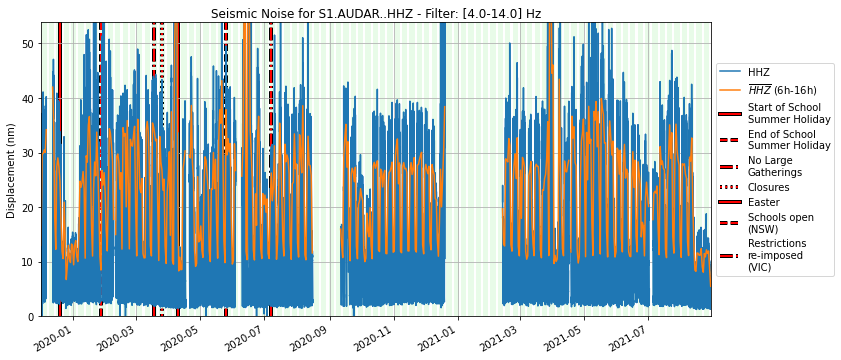 Seismic Noise for S1.AUDAR..HHZ - Filter: [4.0-14.0] Hz
Displacement (nm)
50
40
30
20
10
0
2020-01
2020-03
2020-05
2020-07
2020-09
2020-11
2021-01
2021-03
2021-05
2021-07
HHZ
HHZ (6h-16h)
Start of School
Summer Holiday
End of School
Summer Holiday
No Large
Gatherings
Closures
Easter
Schools open
(NSW)
Restrictions
re-imposed
(VIC)